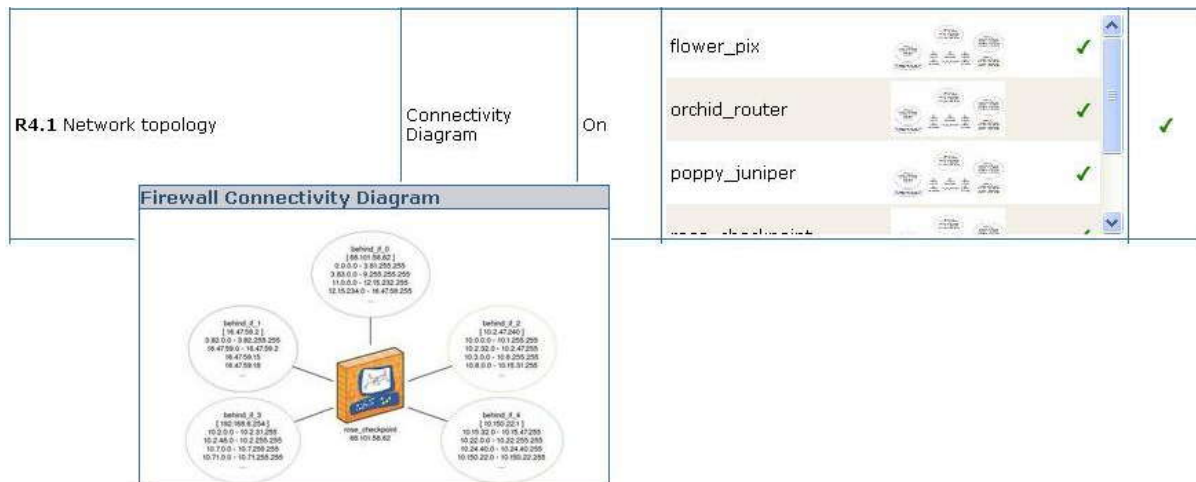 R4.1 Network topology
Connectivity
Diagram
On
flower_pix
orchid_router
poppy_juniper
rose_checkpoint
Firewall Connectivity Diagram
behind_if_0
[ 66.101.58.62 ]
0.0.0.0 - 3.81.255.255
3.83.0.0 - 9.255.255.255
11.0.0.0 - 12.15.232.255
12.15.234.0 - 16.47.58.255
....
behind_if_1
[ 16.47.59.2 ]
3.82.0.0 - 3.82.255.255
16.47.59.0 - 16.47.59.2
16.47.59.15
16.47.59.18
....
behind_if_2
[ 10.2.47.240 ]
10.0.0.0 - 10.1.255.255
10.2.32.0 - 10.2.47.255
10.3.0.0 - 10.6.255.255
10.8.0.0 - 10.15.31.255
....
rose_checkpoint
66.101.58.62
behind_if_3
[ 192.168.6.254 ]
10.2.0.0 - 10.2.31.255
10.2.48.0 - 10.2.255.255
10.7.0.0 - 10.7.255.255
10.71.0.0 - 10.71.255.255
....
behind_if_4
[ 10.150.22.1 ]
10.15.32.0 - 10.15.47.255
10.22.0.0 - 10.22.255.255
10.24.40.0 - 10.24.40.255
10.150.22.0 - 10.150.22.255
....